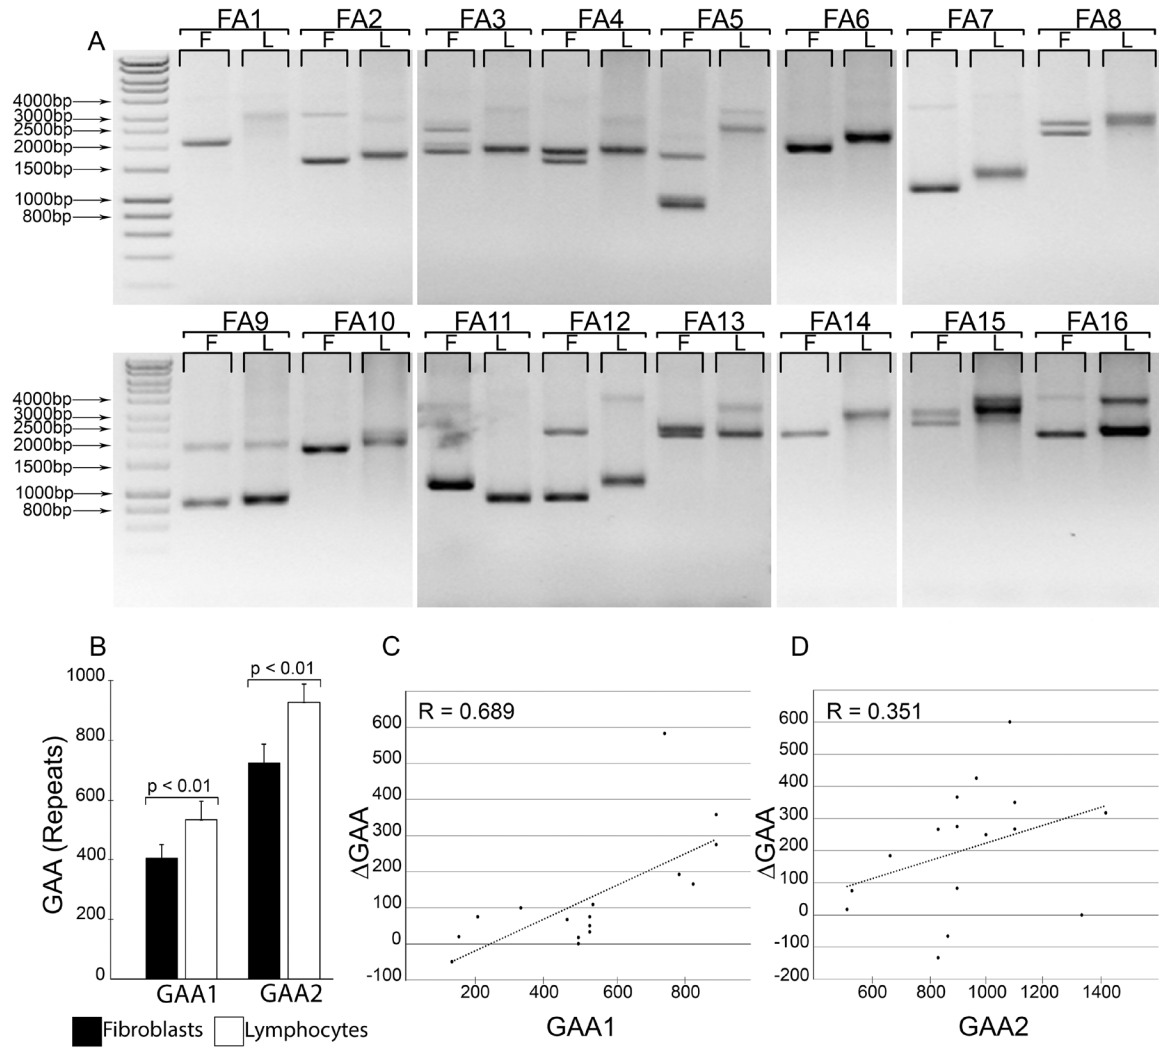 A
FA1 FA2 FA3 FA4 FA5 FA6 FA7 FA8
F L F L F L F L F L F L F L F L
4000bp
3000bp
2500bp
2000bp
1500bp
1000bp
800bp
FA9 FA10 FA11 FA12 FA13 FA14 FA15 FA16
F L F L F L F L F L F L F L F L
4000bp
3000bp
2500bp
2000bp
1500bp
1000bp
800bp
B
GAA (Repeats)
1000
800
600
400
200
0
p < 0.01
p < 0.01
GAA1 GAA2
Fibroblasts Lymphocytes
C
R = 0.689
ΔGAA
600
500
400
300
200
100
0
-100
200 400 600 800
GAA1
D
R = 0.351
ΔGAA
600
500
400
300
200
100
0
-100
-200
600 800 1000 1200 1400
GAA2